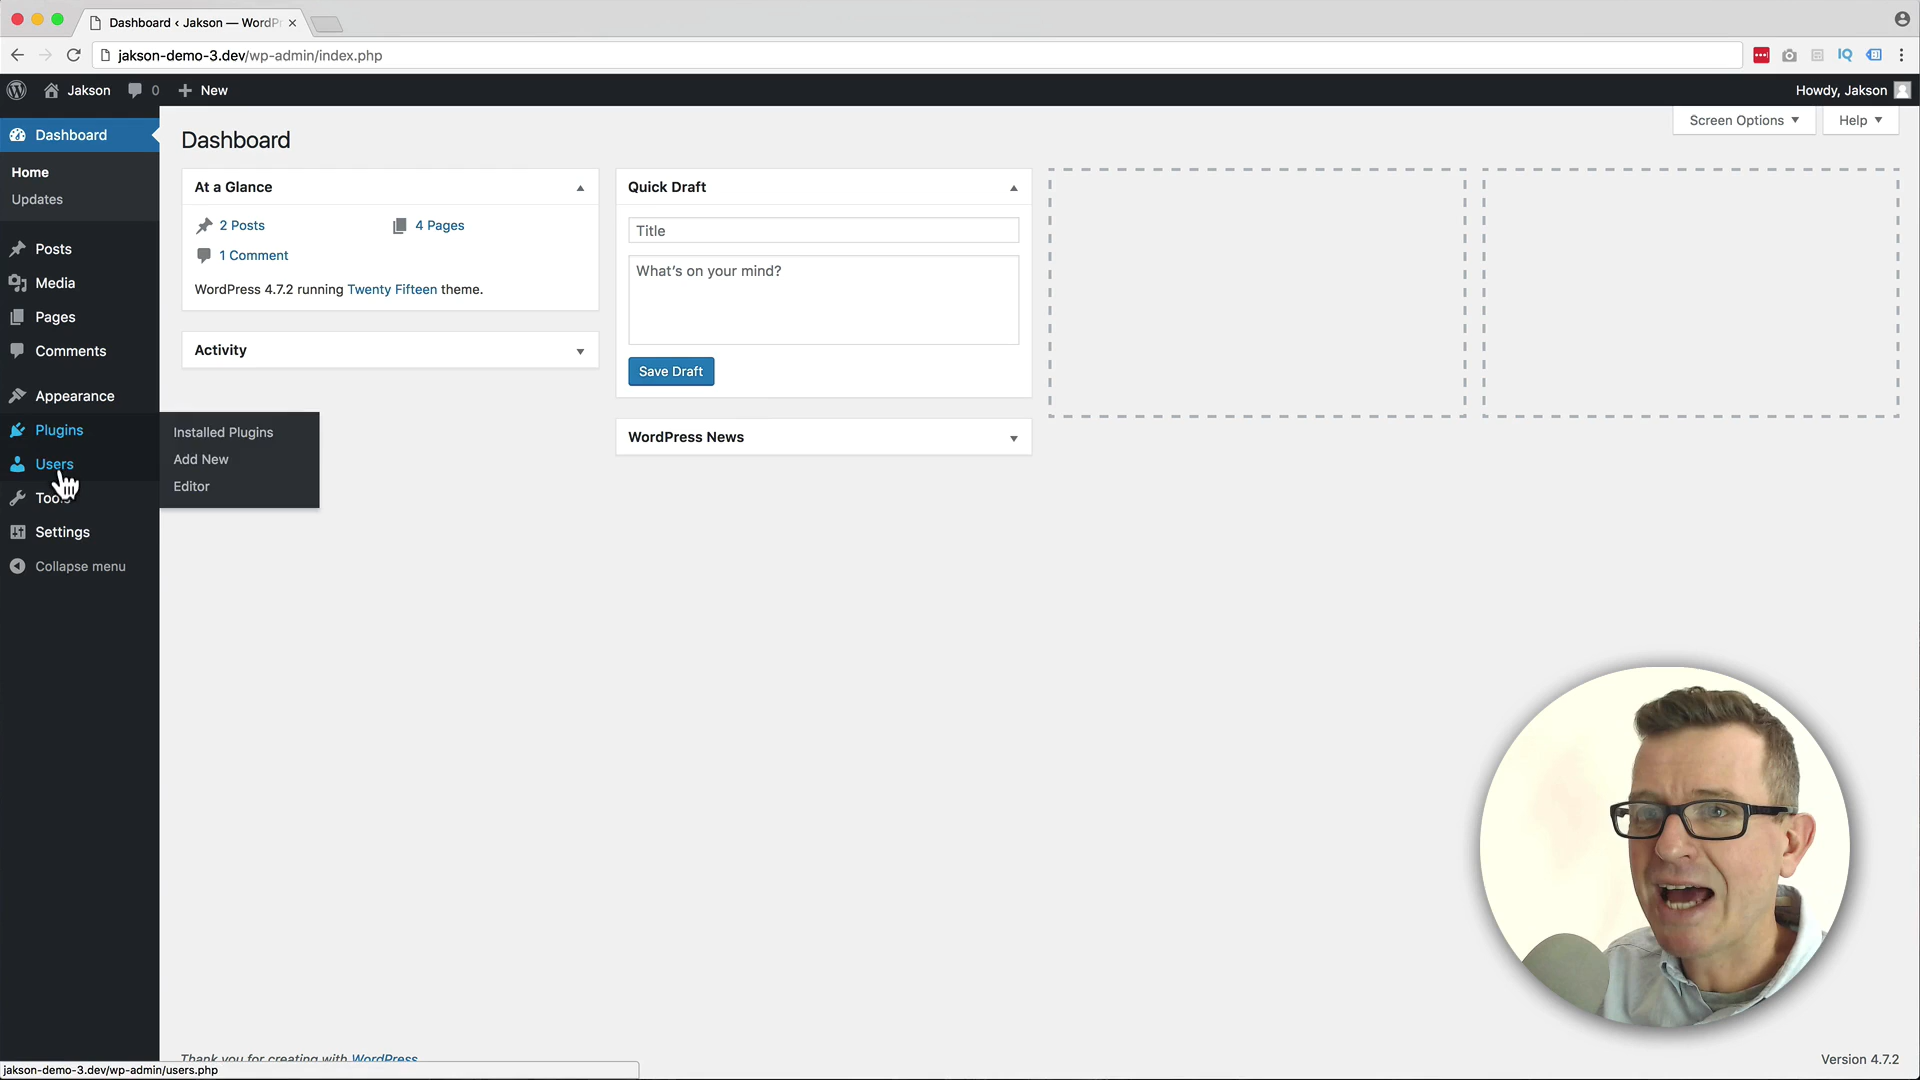 Dashboard ‹ Jakson — WordP
jakson-demo-3.dev/wp-admin/index.php
IQ
Jakson
0
New
Howdy, Jakson
Dashboard
Home
Updates
Posts
Media
Pages
Comments
Appearance
Plugins
Users
Tools
Settings
Collapse menu
Installed Plugins
Add New
Editor
Dashboard
Screen Options
Help
At a Glance
2 Posts
4 Pages
1 Comment
WordPress 4.7.2 running Twenty Fifteen theme.
Activity
Quick Draft
Title
What's on your mind?
Save Draft
WordPress News
Thank you for creating with WordPress
Version 4.7.2
jakson-demo-3.dev/wp-admin/users.php